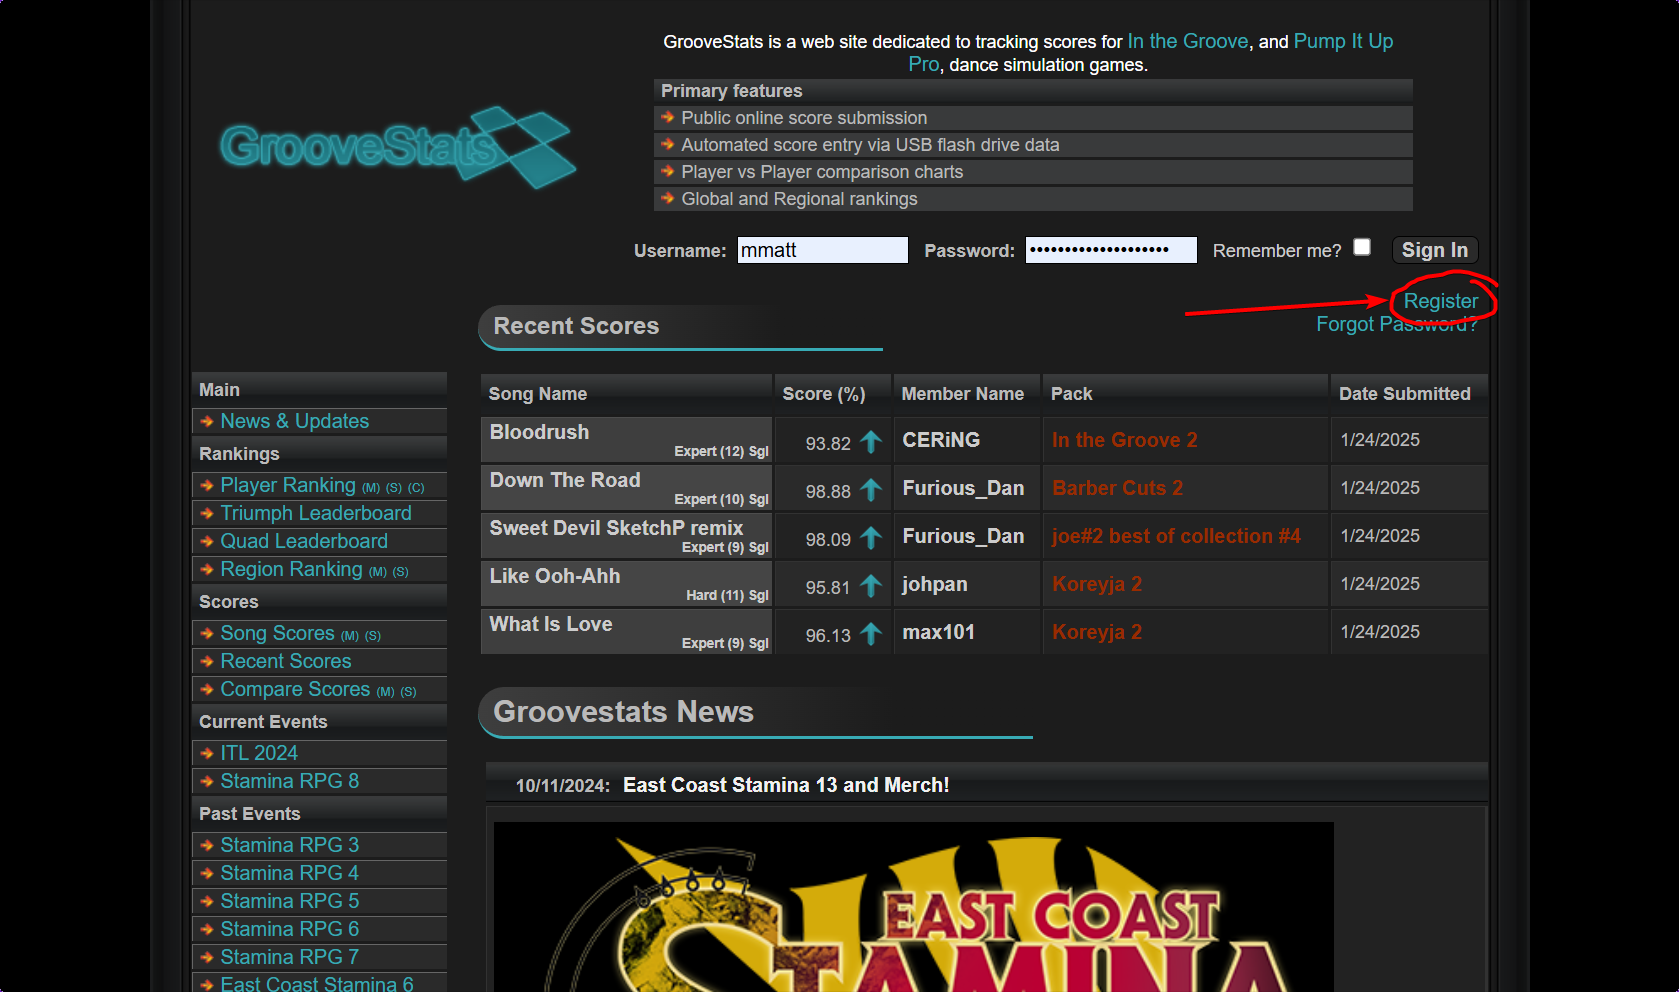 GrooveStats is a web site dedicated to tracking scores for In the Groove, and Pump It Up
Pro, dance simulation games.
Primary features
Public online score submission
Automated score entry via USB flash drive data
Player vs Player comparison charts
Global and Regional rankings
GrooveStats
Username: mmatt Password: •••••••••••••••••••• Remember me? Sign In
Register
Forgot Password?
Recent Scores
Main
News & Updates
Rankings
Player Ranking (M) (S) (C)
Triumph Leaderboard
Quad Leaderboard
Region Ranking (M) (S)
Scores
Song Scores (M) (S)
Recent Scores
Compare Scores (M) (S)
Current Events
ITL 2024
Stamina RPG 8
Past Events
Stamina RPG 3
Stamina RPG 4
Stamina RPG 5
Stamina RPG 6
Stamina RPG 7
East Coast Stamina 6
Song Name Score (%) Member Name Pack Date Submitted
Bloodrush
Expert (12) Sgl 93.82 CERiNG In the Groove 2 1/24/2025
Down The Road
Expert (10) Sgl 98.88 Furious_Dan Barber Cuts 2 1/24/2025
Sweet Devil SketchP remix
Expert (9) Sgl 98.09 Furious_Dan joe#2 best of collection #4 1/24/2025
Like Ooh-Ahh
Hard (11) Sgl 95.81 johpan Koreyja 2 1/24/2025
What Is Love
Expert (9) Sgl 96.13 max101 Koreyja 2 1/24/2025
Groovestats News
10/11/2024: East Coast Stamina 13 and Merch!
EAST COAST
STAMINA